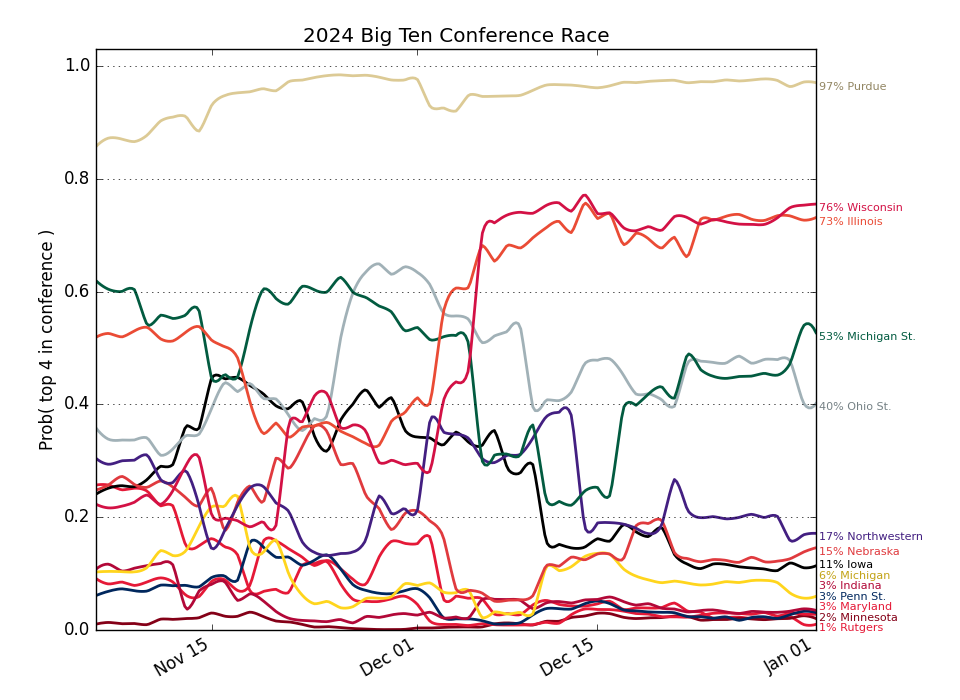 2024 Big Ten Conference Race
Prob( top 4 in conference )
1.0
0.8
0.6
0.4
0.2
0.0
Nov 15
Dec 01
Dec 15
Jan 01
97% Purdue
76% Wisconsin
73% Illinois
53% Michigan St.
40% Ohio St.
17% Northwestern
15% Nebraska
11% Iowa
6% Michigan
3% Indiana
3% Penn St.
3% Maryland
2% Minnesota
1% Rutgers